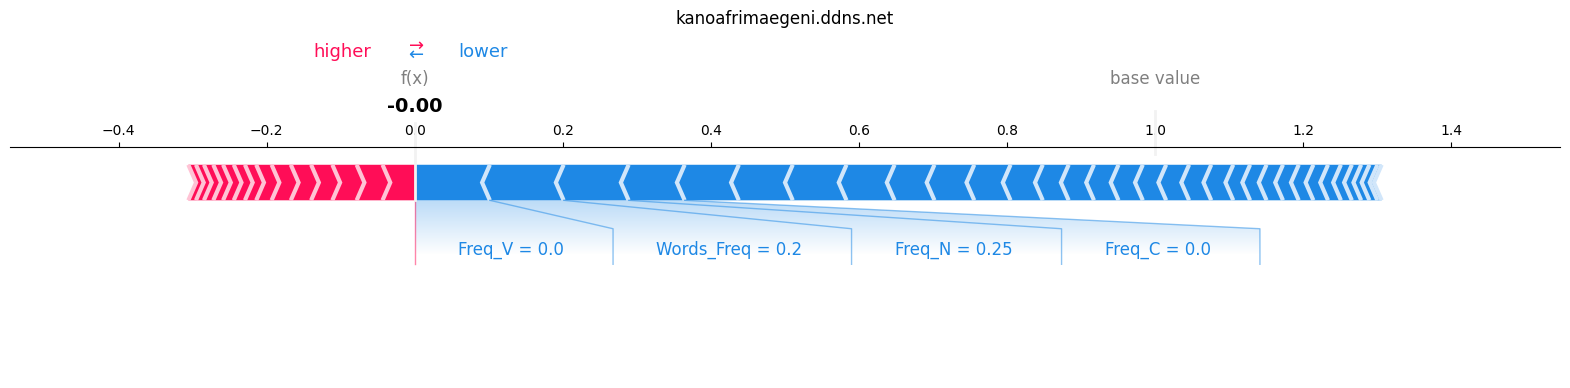 kanoafrimaegeni.ddns.net
higher ⇄ lower
f(x) base value
-0.00
−0.4 −0.2 0.0 0.2 0.4 0.6 0.8 1.0 1.2 1.4
Freq_V = 0.0 Words_Freq = 0.2 Freq_N = 0.25 Freq_C = 0.0